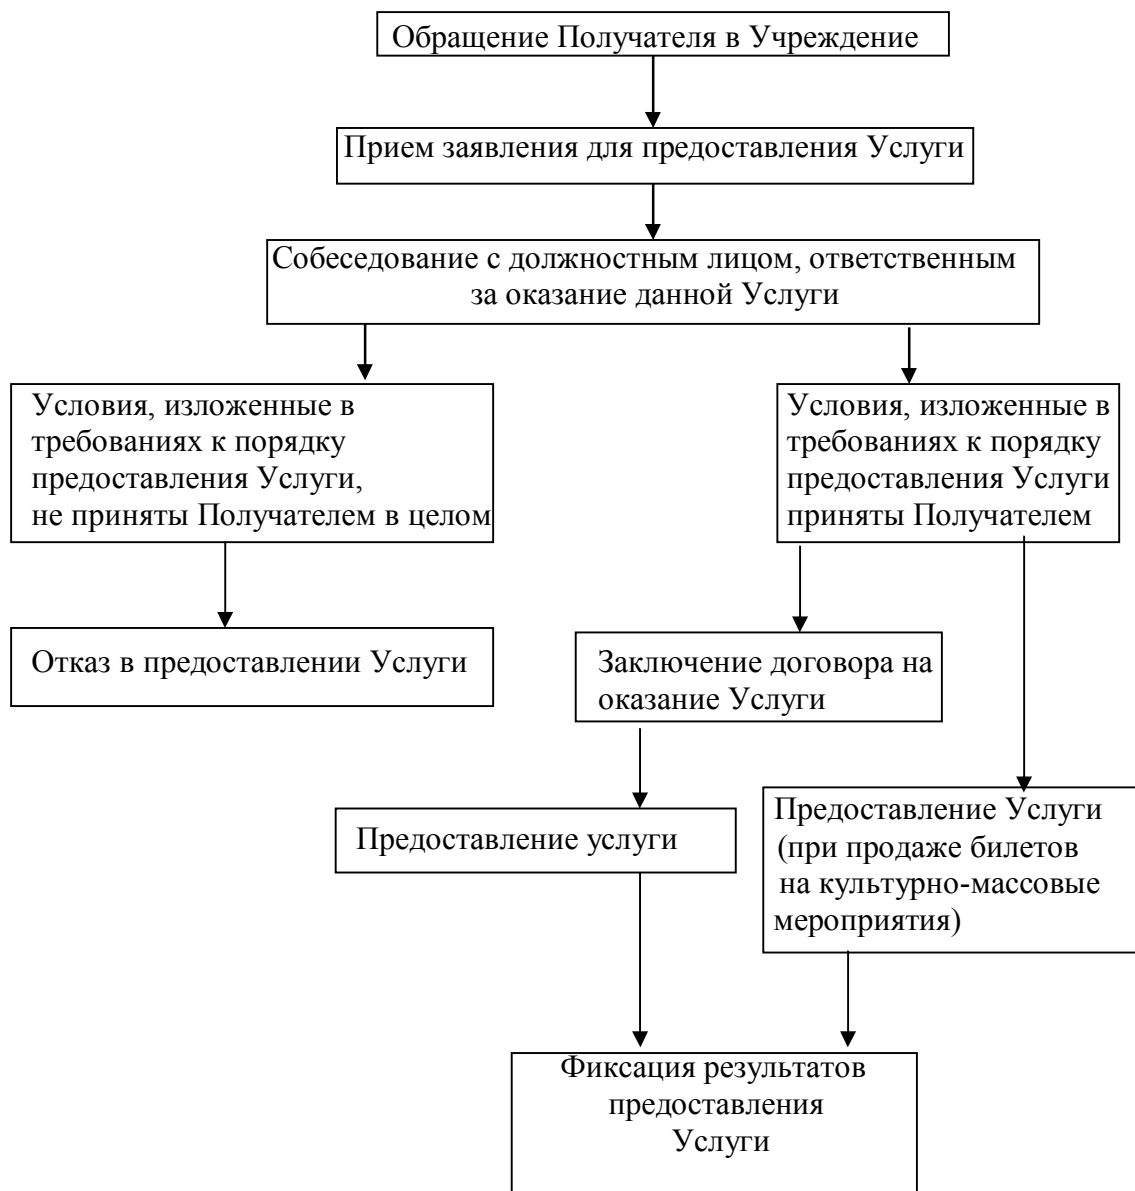 Обращение Получателя в Учреждение
Прием заявления для предоставления Услуги
Собеседование с должностным лицом, ответственным
за оказание данной Услуги
Условия, изложенные в
требованиях к порядку
предоставления Услуги,
не приняты Получателем в целом
Условия, изложенные в
требованиях к порядку
предоставления Услуги
приняты Получателем
Отказ в предоставлении Услуги
Заключение договора на
оказание Услуги
Предоставление услуги
Предоставление Услуги
(при продаже билетов
на культурно-массовые
мероприятия)
Фиксация результатов
предоставления
Услуги